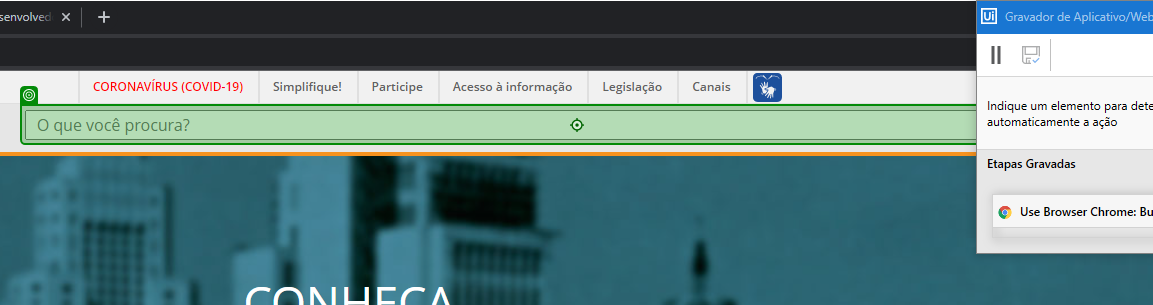 Ui Gravador de Aplicativo/Web
CORONAVÍRUS (COVID-19) Simplifique! Participe Acesso à informação Legislação Canais
O que você procura?
Indique um elemento para dete
automaticamente a ação
Etapas Gravadas
Use Browser Chrome: Bu
CONHEÇA